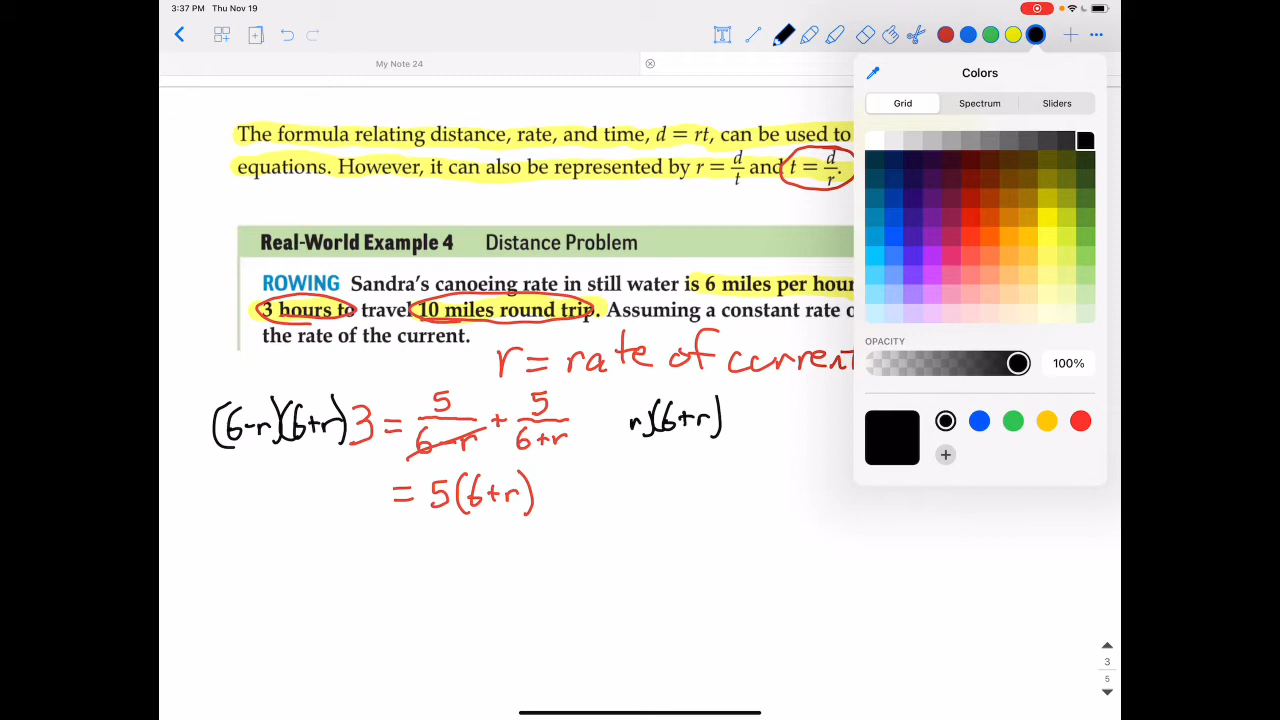 3:37 PM Thu Nov 19
My Note 24
Colors
Grid Spectrum Sliders
The formula relating distance, rate, and time, d = rt, can be used to
equations. However, it can also be represented by r = d/t and t = d/r.
Real-World Example 4 Distance Problem
ROWING Sandra's canoeing rate in still water is 6 miles per hour
3 hours to travel 10 miles round trip. Assuming a constant rate o
the rate of the current.
OPACITY
100%
r = rate of current
(6-r)(6+r) 3 = 5/(6-r) + 5/(6+r) r)(6+r)
= 5(6+r)
3
5